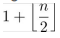 1 + ⌊n/2⌋